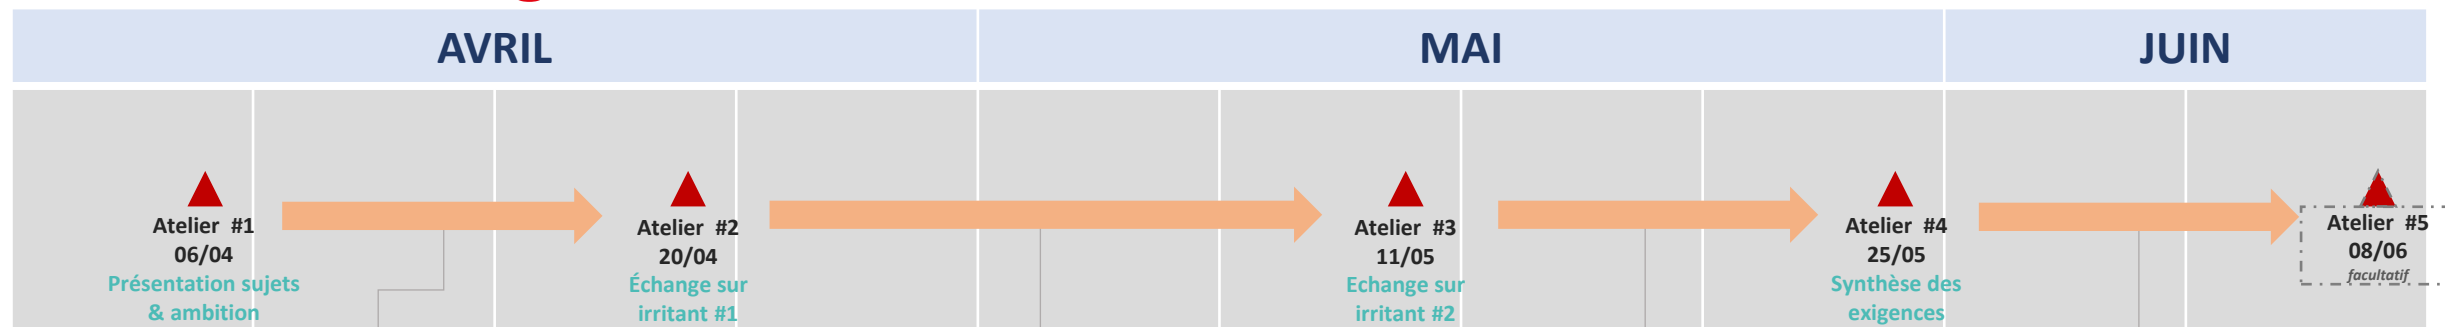 AVRIL
MAI
JUIN
Atelier #1
06/04
Présentation sujets
& ambition
Atelier #2
20/04
Échange sur
irritant #1
Atelier #3
11/05
Echange sur
irritant #2
Atelier #4
25/05
Synthèse des
exigences
Atelier #5
08/06
facultatif